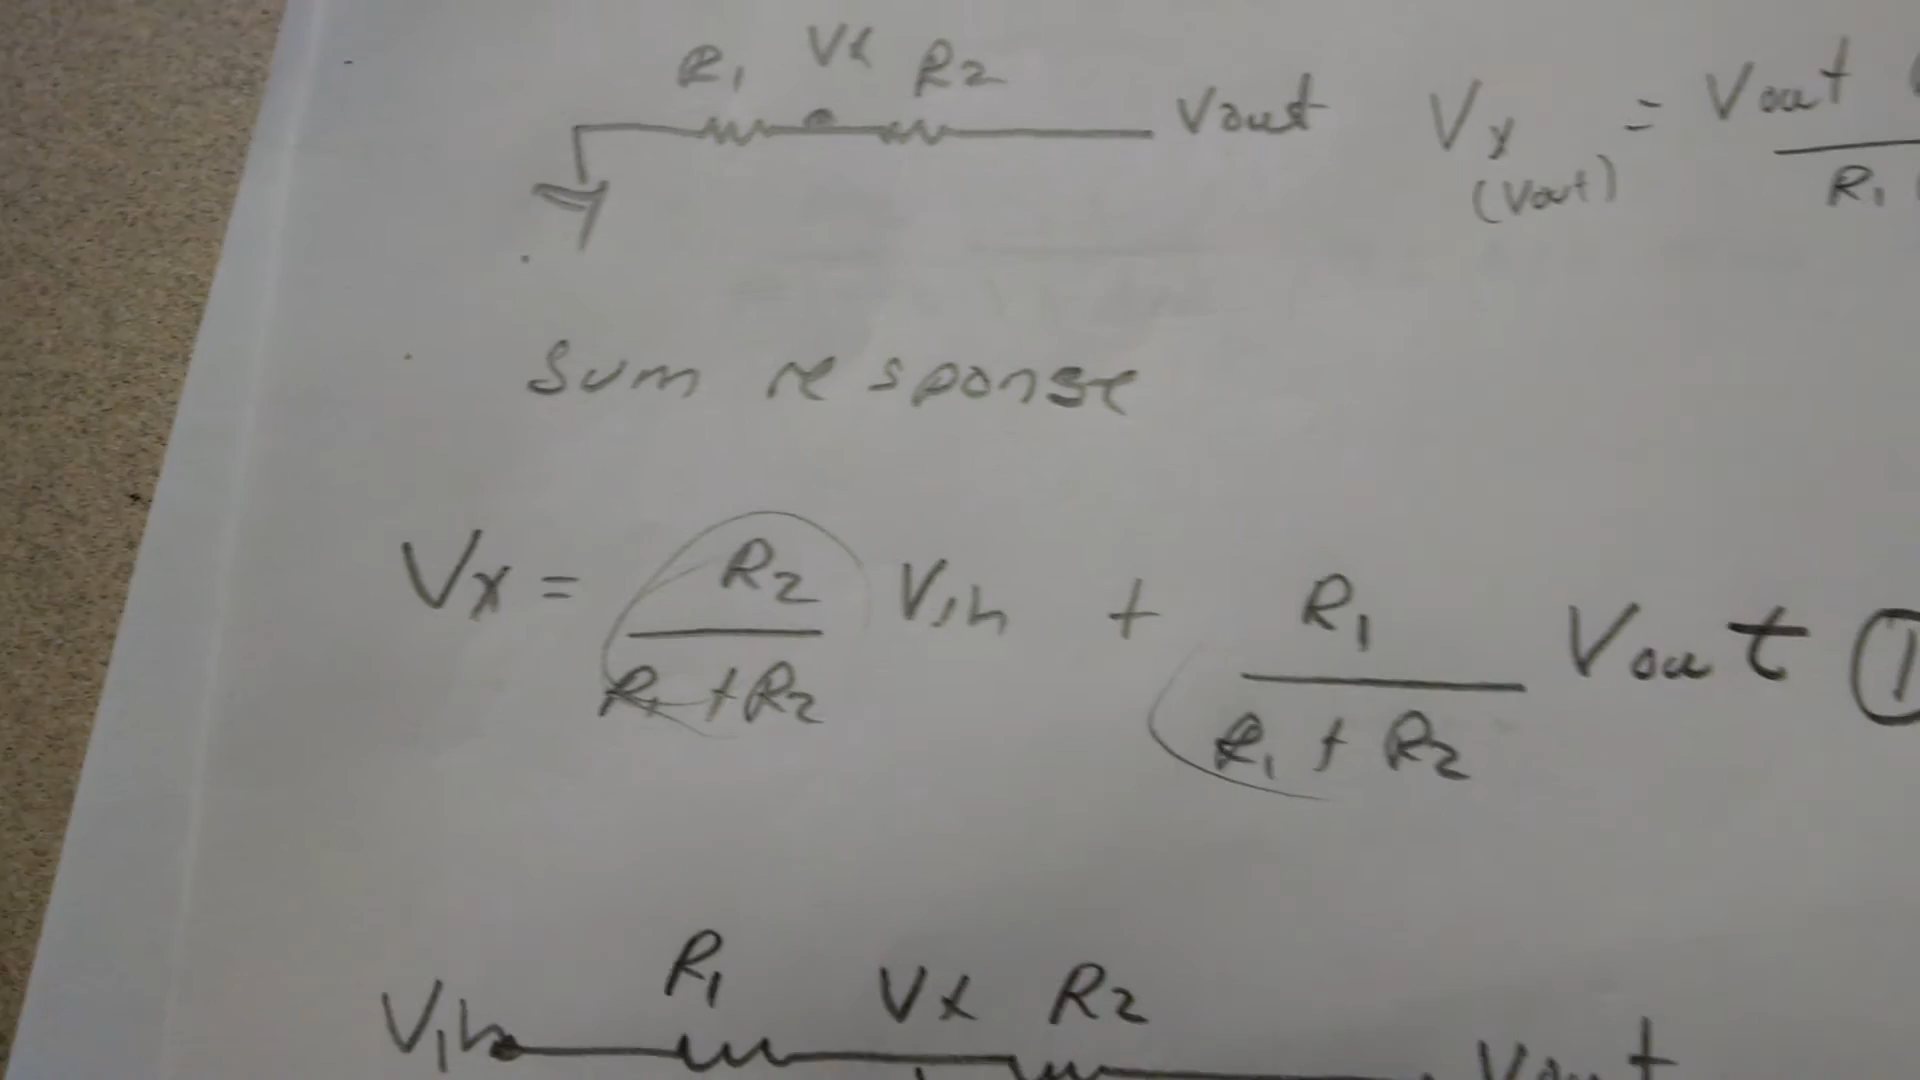 R1 Vx R2
Vout Vx = Vout
(Vout) R1
Sum response
Vx = R2 Vin + R1 Vout ①
R1 + R2 R1 + R2
R1 Vx R2
Vin Vout